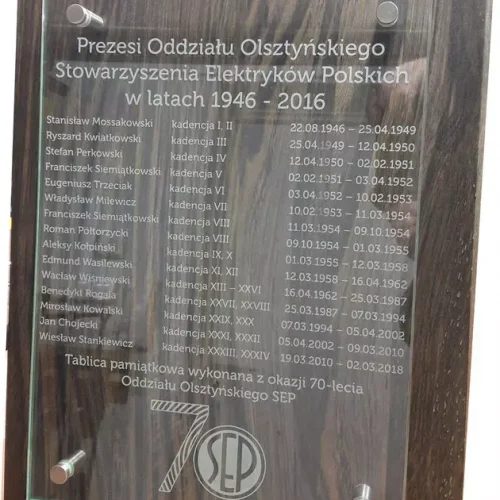 Prezesi Oddziału Olsztyńskiego
Stowarzyszenia Elektryków Polskich
w latach 1946 - 2016
Stanisław Mossakowski kadencja I, II 22.08.1946 – 25.04.1949
Ryszard Kwiatkowski kadencja III 25.04.1949 – 12.04.1950
Stefan Perkowski kadencja IV 12.04.1950 – 02.02.1951
Franciszek Siemiątkowski kadencja V 02.02.1951 – 03.04.1952
Eugeniusz Trzeciak kadencja VI 03.04.1952 – 10.02.1953
Władysław Milewicz kadencja VII 10.02.1953 – 11.03.1954
Franciszek Siemiątkowski kadencja VIII 11.03.1954 – 09.10.1954
Roman Półtorzycki kadencja VIII 09.10.1954 – 01.03.1955
Aleksy Kołpiński kadencja IX, X 01.03.1955 – 12.03.1958
Edmund Wasilewski kadencja XI, XII 12.03.1958 – 16.04.1962
Wacław Wiśniewski kadencja XIII – XXVI 16.04.1962 – 25.03.1987
Benedykt Rogala kadencja XXVII, XXVIII 25.03.1987 – 07.03.1994
Mirosław Kowalski kadencja XXIX, XXX 07.03.1994 – 05.04.2002
Jan Chojecki kadencja XXXI, XXXII 05.04.2002 – 09.03.2010
Wiesław Stankiewicz kadencja XXXIII, XXXIV 19.03.2010 – 02.03.2018
Tablica pamiątkowa wykonana z okazji 70-lecia
Oddziału Olsztyńskiego SEP
70 SEP